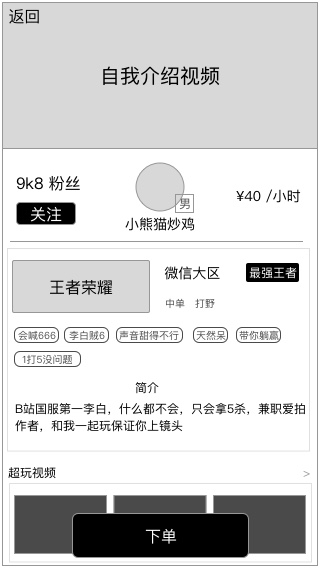 返回
自我介绍视频
9k8 粉丝
关注
男
小熊猫炒鸡
¥40 /小时
王者荣耀
微信大区
最强王者
中单 打野
会喊666 李白贼6 声音甜得不行 天然呆 带你躺赢
1打5没问题
简介
B站国服第一李白，什么都不会，只会拿5杀，兼职爱拍
作者，和我一起玩保证你上镜头
超玩视频 >
下单